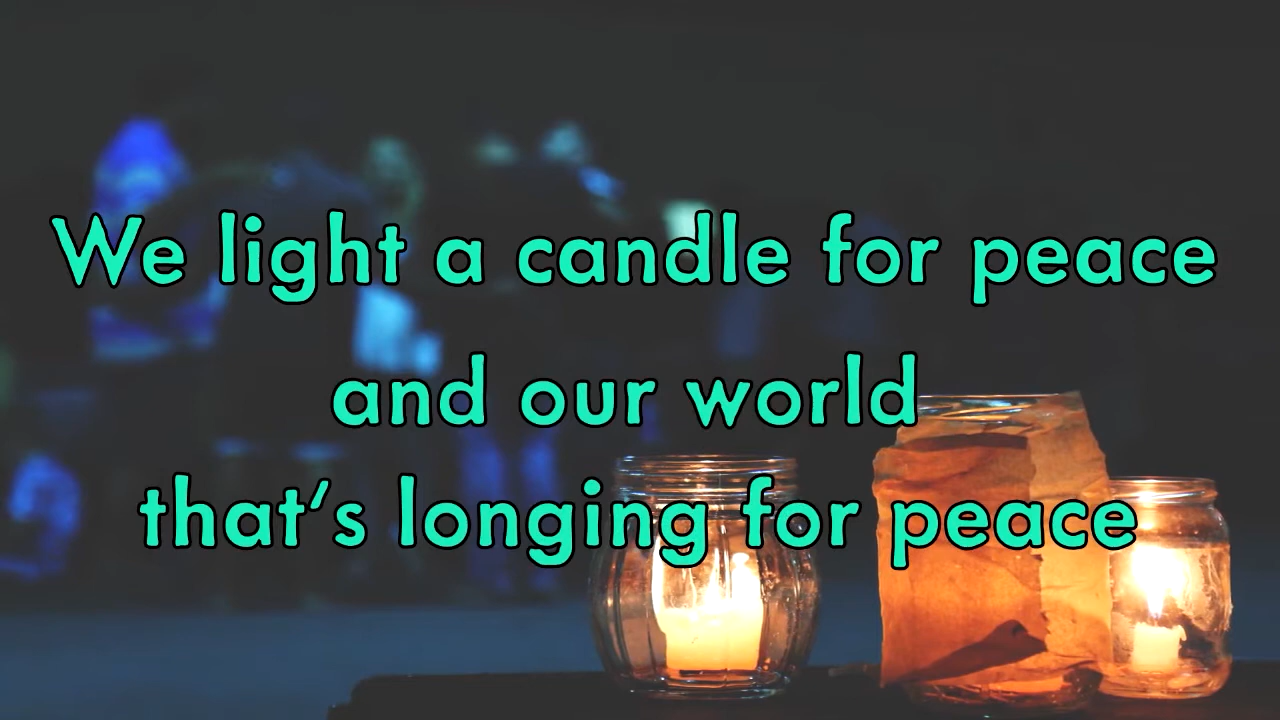 We light a candle for peace
and our world
that's longing for peace